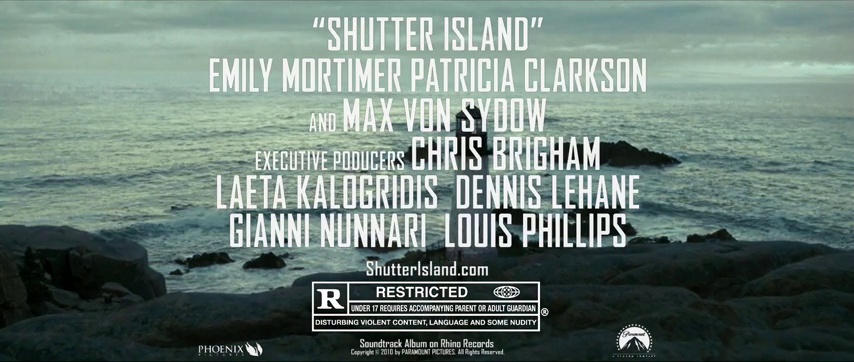 “SHUTTER ISLAND”
EMILY MORTIMER PATRICIA CLARKSON
AND MAX VON SYDOW
EXECUTIVE PODUCERS CHRIS BRIGHAM
LAETA KALOGRIDIS DENNIS LEHANE
GIANNI NUNNARI LOUIS PHILLIPS
ShutterIsland.com
R RESTRICTED
UNDER 17 REQUIRES ACCOMPANYING PARENT OR ADULT GUARDIAN
®
DISTURBING VIOLENT CONTENT, LANGUAGE AND SOME NUDITY
Soundtrack Album on Rhino Records
Copyright © 2010 by PARAMOUNT PICTURES. All Rights Reserved.
PHOENIX
PICTURES
Paramount